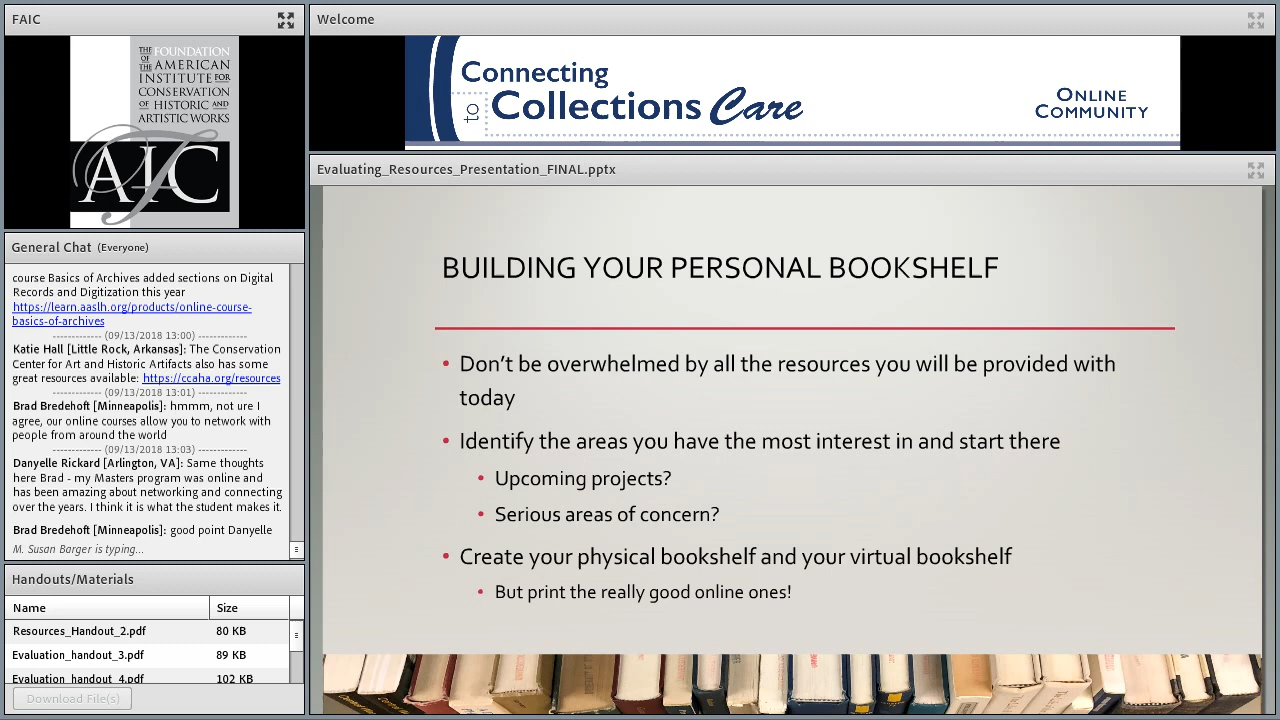 FAIC
THE FOUNDATION
OF THE AMERICAN
INSTITUTE FOR
CONSERVATION
OF HISTORIC AND
ARTISTIC WORKS
FAIC
General Chat (Everyone)
course Basics of Archives added sections on Digital
Records and Digitization this year
https://learn.aaslh.org/products/online-course-
basics-of-archives
------------- (09/13/2018 13:00) -------------
Katie Hall [Little Rock, Arkansas]: The Conservation
Center for Art and Historic Artifacts also has some
great resources available: https://ccaha.org/resources
------------- (09/13/2018 13:01) -------------
Brad Bredehoft [Minneapolis]: hmmm, not ure I
agree, our online courses allow you to network with
people from around the world
------------- (09/13/2018 13:03) -------------
Danyelle Rickard [Arlington, VA]: Same thoughts
here Brad - my Masters program was online and
has been amazing about networking and connecting
over the years. I think it is what the student makes it.
Brad Bredehoft [Minneapolis]: good point Danyelle
M. Susan Barger is typing...
Handouts/Materials
Name Size
Resources_Handout_2.pdf 80 KB
Evaluation_handout_3.pdf 89 KB
Evaluation_handout_4.pdf 102 KB
Download File(s)
Welcome
Connecting
to Collections Care
ONLINE
COMMUNITY
Evaluating_Resources_Presentation_FINAL.pptx
BUILDING YOUR PERSONAL BOOKSHELF
• Don't be overwhelmed by all the resources you will be provided with
today
• Identify the areas you have the most interest in and start there
• Upcoming projects?
• Serious areas of concern?
• Create your physical bookshelf and your virtual bookshelf
• But print the really good online ones!